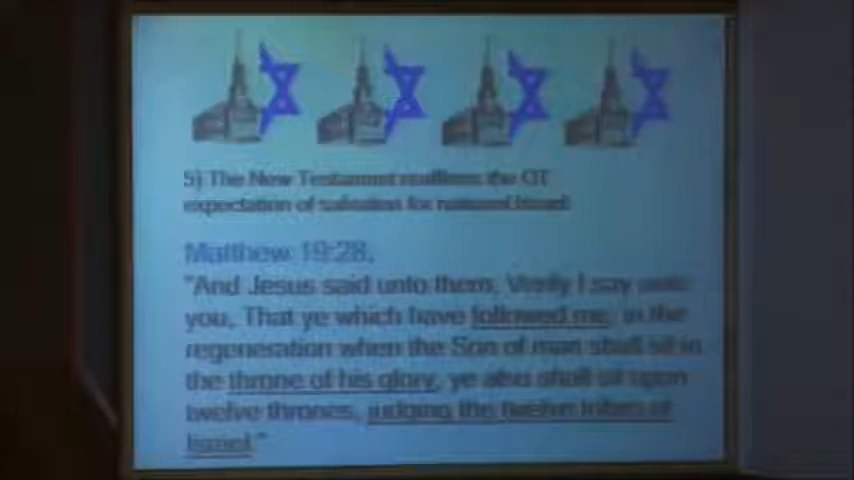 5) The New Testament reaffirms the OT
expectation of salvation for national Israel
Matthew 19:28,
"And Jesus said unto them, Verily I say unto
you, That ye which have followed me, in the
regeneration when the Son of man shall sit in
the throne of his glory, ye also shall sit upon
twelve thrones, judging the twelve tribes of
Israel."